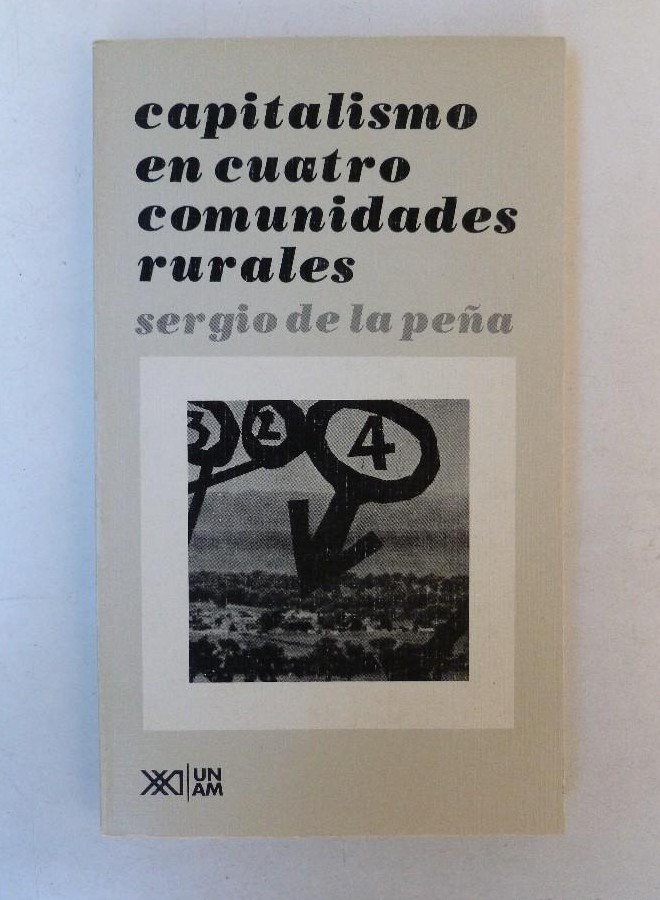 capitalismo
en cuatro
comunidades
rurales
sergio de la peña
3 2 4
XXI UN
AM